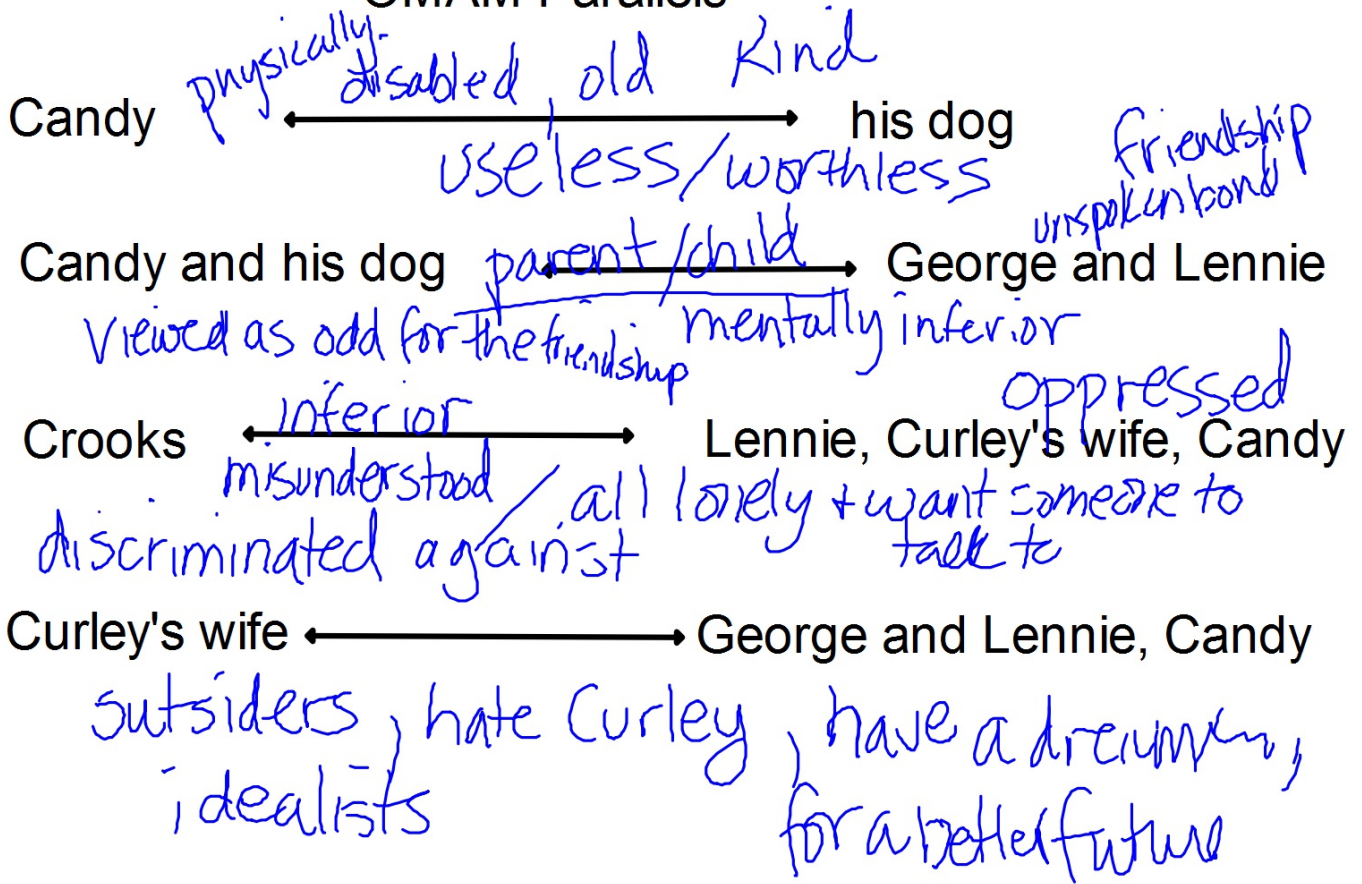 OMAM Parallels
physically disabled, old Kind
Candy his dog
useless/worthless
friendship
unspoken bond
Candy and his dog parent/child George and Lennie
Viewed as odd for the friendship mentally inferior
oppressed
inferior
Crooks Lennie, Curley's wife, Candy
misunderstood / all lonely + want someone to
discriminated against talk to
Curley's wife George and Lennie, Candy
outsiders, hate Curley, have a dream,
idealists for a better future